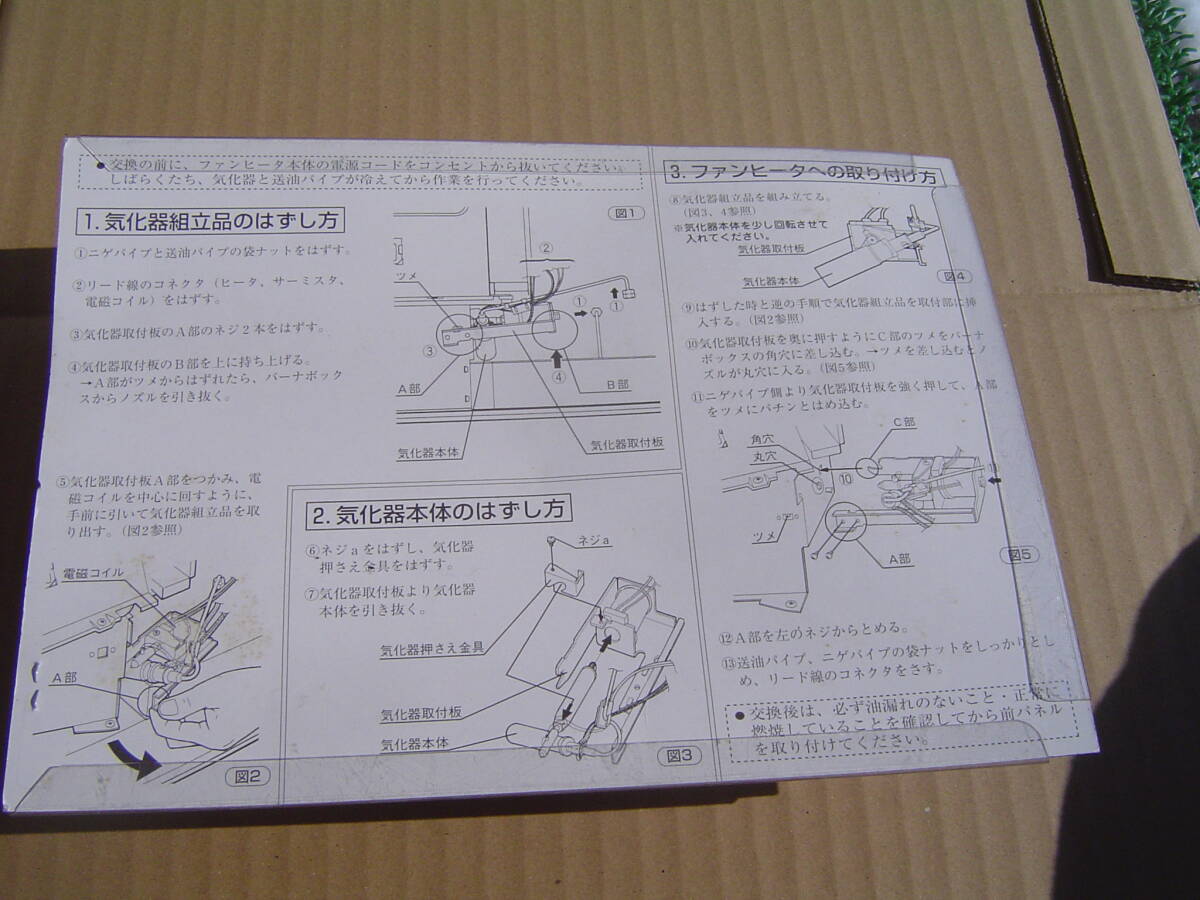 ●交換の前に、ファンヒータ本体の電源コードをコンセントから抜いてください。
しばらくたち、気化器と送油パイプが冷えてから作業を行ってください。
1.気化器組立品のはずし方
①ニゲパイプと送油パイプの袋ナットをはずす。
②リード線のコネクタ(ヒータ、サーミスタ、
電磁コイル)をはずす。
③気化器取付板のA部のネジ2本をはずす。
④気化器取付板のB部を上に持ち上げる。
→A部がツメからはずれたら、バーナボック
スからノズルを引き抜く。
図1
ツメ
②
①
①
③
④
A部
B部
気化器本体
気化器取付板
⑤気化器取付板A部をつかみ、電
磁コイルを中心に回すように、
手前に引いて気化器組立品を取
り出す。(図2参照)
電磁コイル
A部
図2
2.気化器本体のはずし方
⑥ネジaをはずし、気化器
押さえ金具をはずす。
⑦気化器取付板より気化器
本体を引き抜く。
ネジa
気化器押さえ金具
気化器取付板
気化器本体
図3
3.ファンヒータへの取り付け方
⑧気化器組立品を組み立てる。
(図3、4参照)
※気化器本体を少し回転させて
入れてください。
気化器取付板
気化器本体
図4
⑨はずした時と逆の手順で気化器組立品を取付部に挿
入する。(図2参照)
⑩気化器取付板を奥に押すようにC部のツメをバーナ
ボックスの角穴に差し込む。→ツメを差し込むとノ
ズルが丸穴に入る。(図5参照)
⑪ニゲパイプ側より気化器取付板を強く押して、A部
をツメにパチンとはめ込む。
角穴
丸穴
C部
⑩
⑪
ツメ
A部
図5
⑫A部を左のネジからとめる。
⑬送油パイプ、ニゲパイプの袋ナットをしっかりとし
め、リード線のコネクタをさす。
●交換後は、必ず油漏れのないこと・正常に
燃焼していることを確認してから前パネル
を取り付けてください。